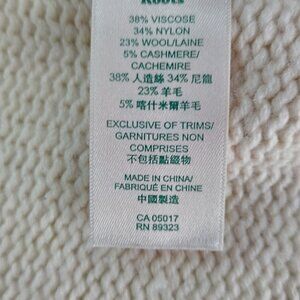 Roots
38% VISCOSE
34% NYLON
23% WOOL/LAINE
5% CASHMERE/
CACHEMIRE
38% 人造絲 34% 尼龍
23% 羊毛
5% 喀什米爾羊毛
EXCLUSIVE OF TRIMS/
GARNITURES NON
COMPRISES
不包括點綴物
MADE IN CHINA/
FABRIQUÉ EN CHINE
中國製造
CA 05017
RN 89323